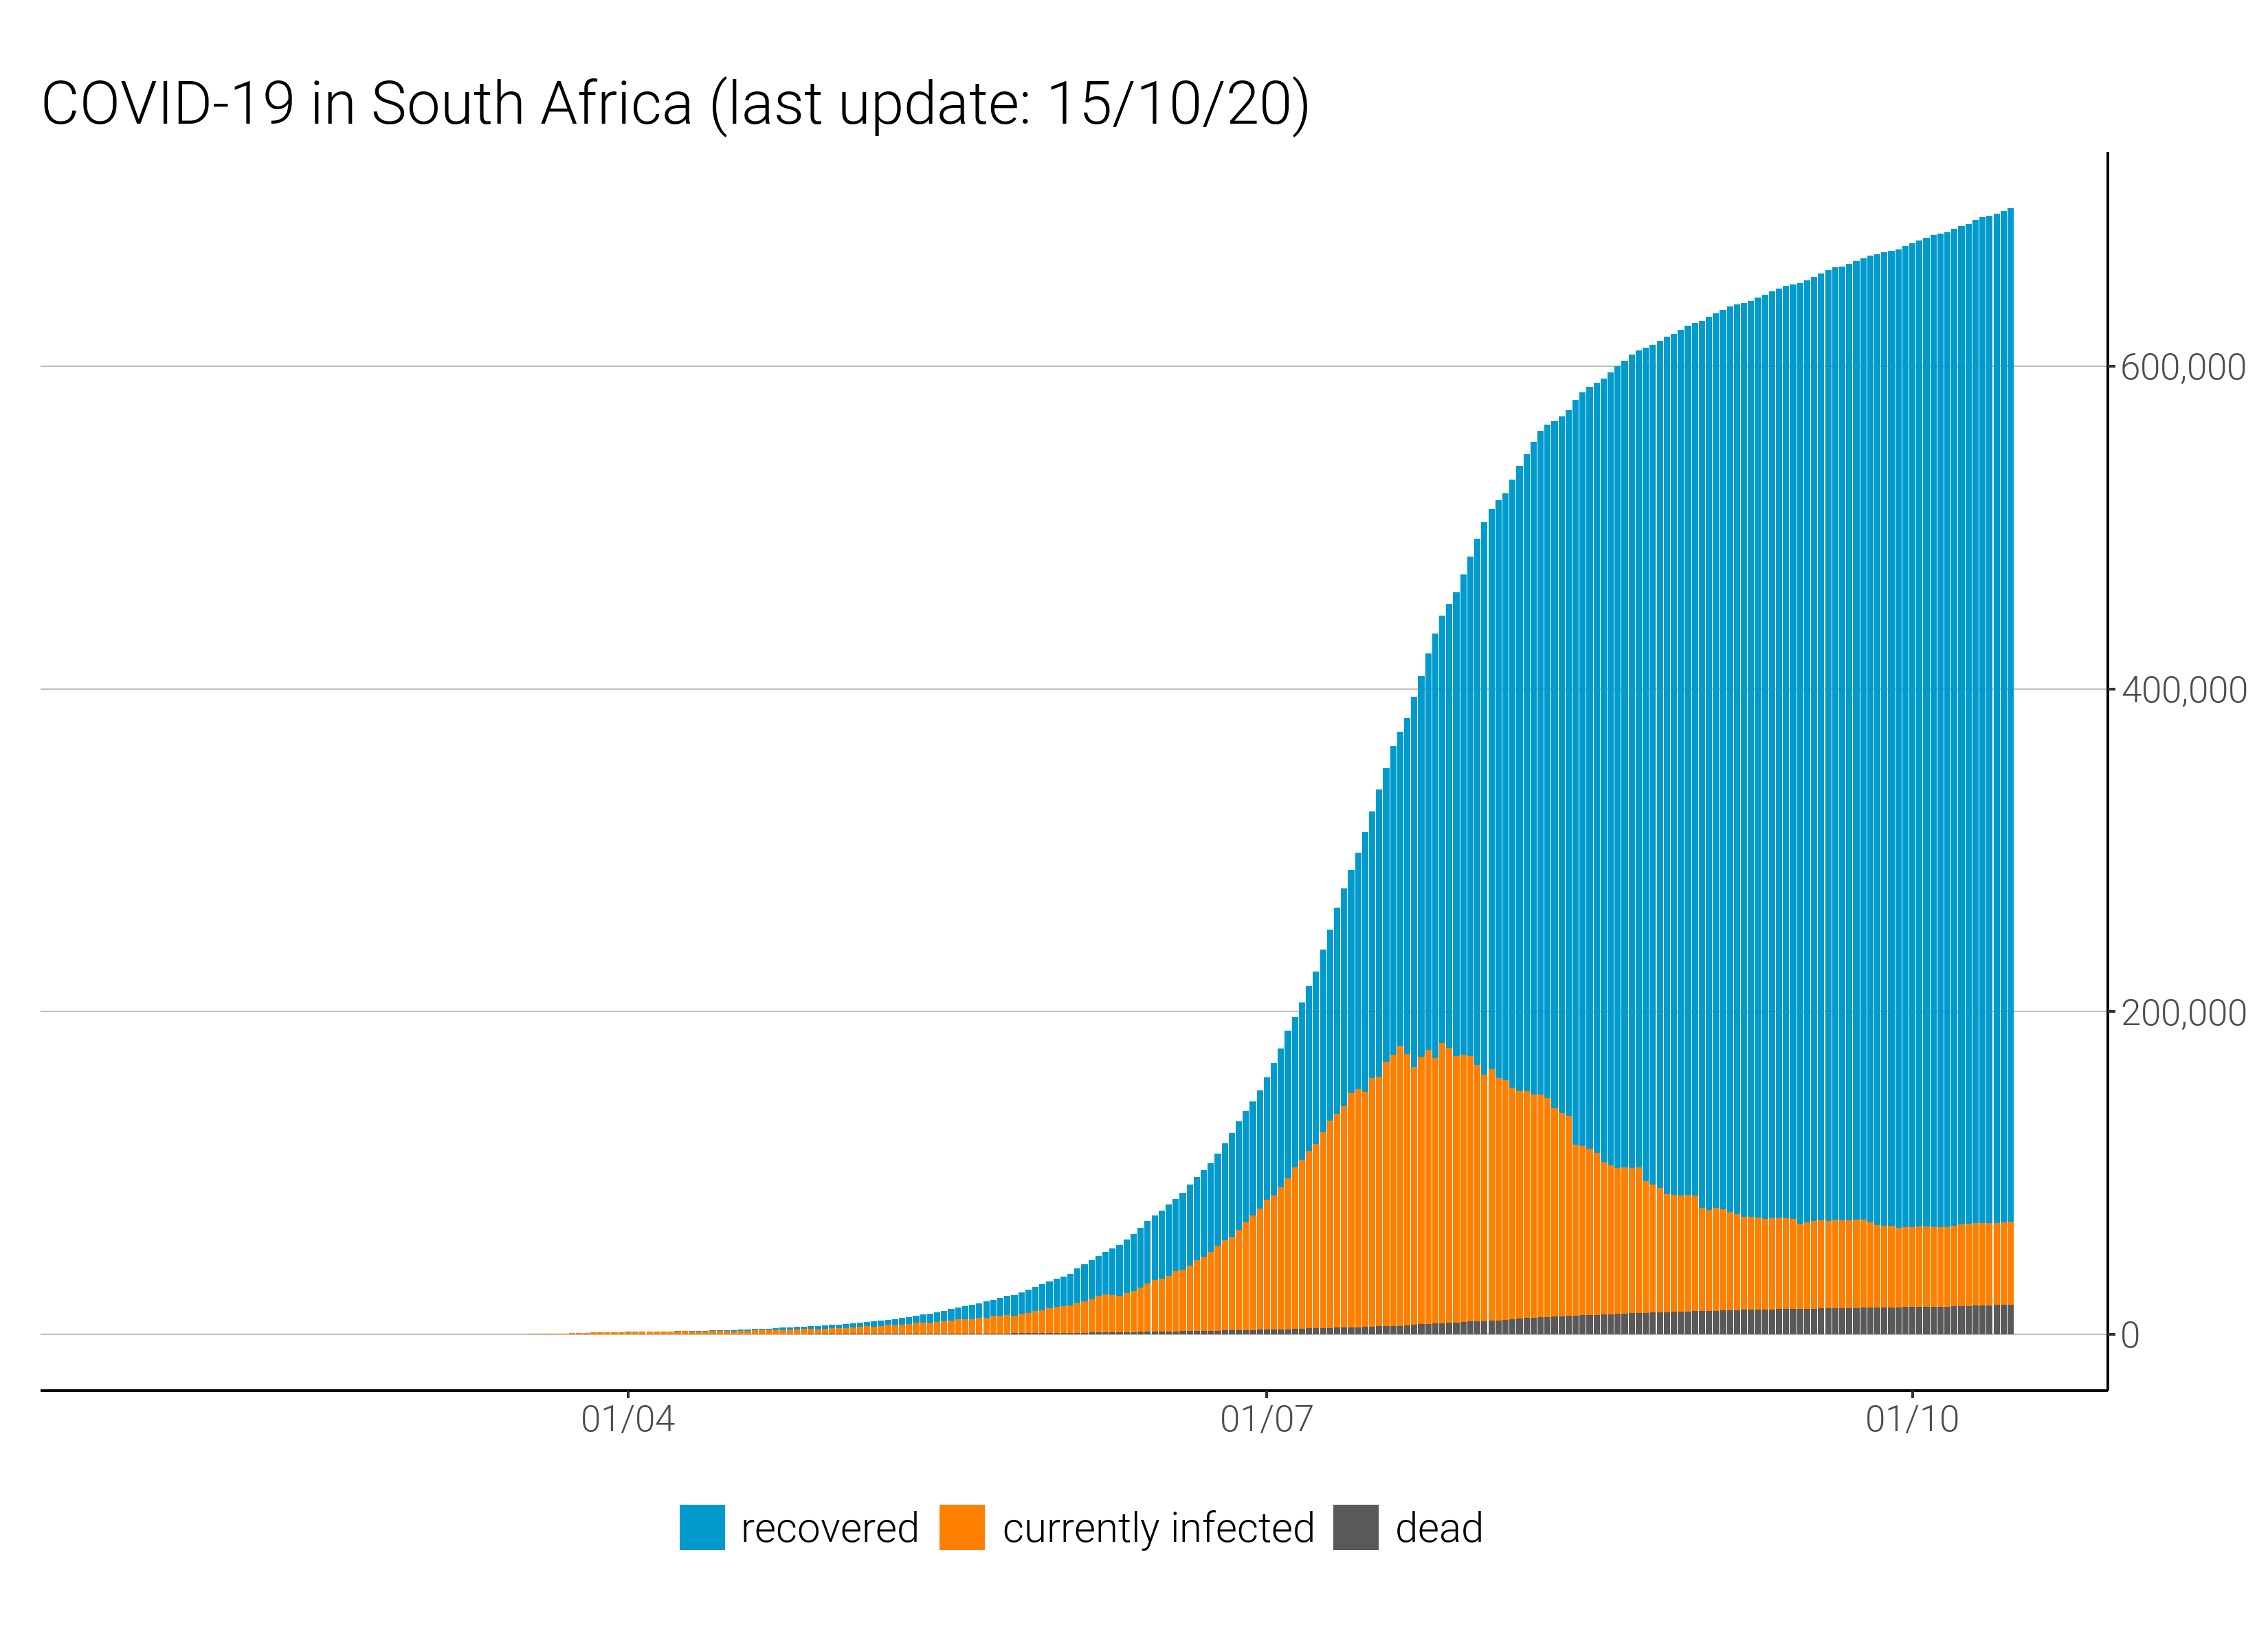 COVID-19 in South Africa (last update: 15/10/20)
600,000
400,000
200,000
0
01/04 01/07 01/10
recovered currently infected dead